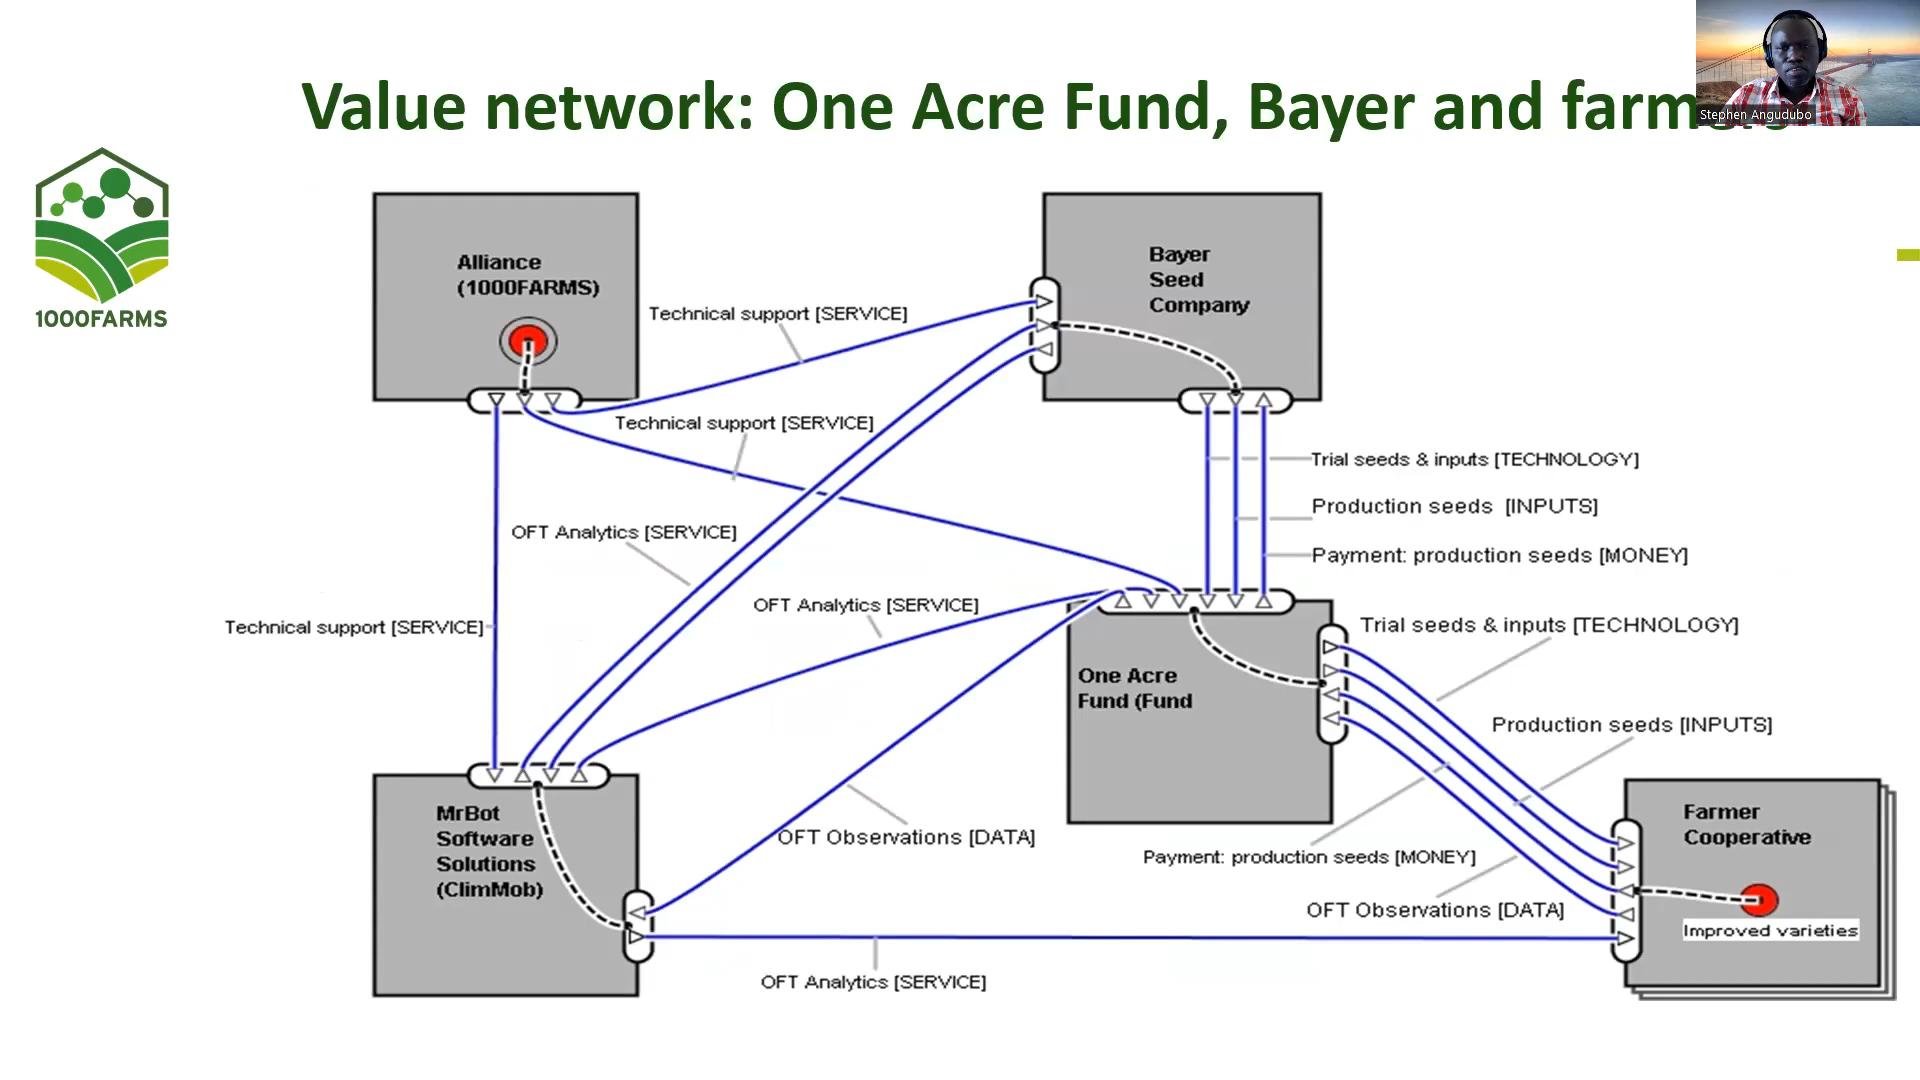 Value network: One Acre Fund, Bayer and farmers
Stephen Angudubo
1000FARMS
Alliance
(1000FARMS)
Bayer
Seed
Company
Technical support [SERVICE]
Technical support [SERVICE]
Trial seeds & inputs [TECHNOLOGY]
Production seeds [INPUTS]
OFT Analytics [SERVICE]
Payment: production seeds [MONEY]
OFT Analytics [SERVICE]
Technical support [SERVICE]
Trial seeds & inputs [TECHNOLOGY]
One Acre
Fund (Fund
Production seeds [INPUTS]
MrBot
Software
Solutions
(ClimMob)
Farmer
Cooperative
OFT Observations [DATA]
Payment: production seeds [MONEY]
OFT Observations [DATA]
Improved varieties
OFT Analytics [SERVICE]